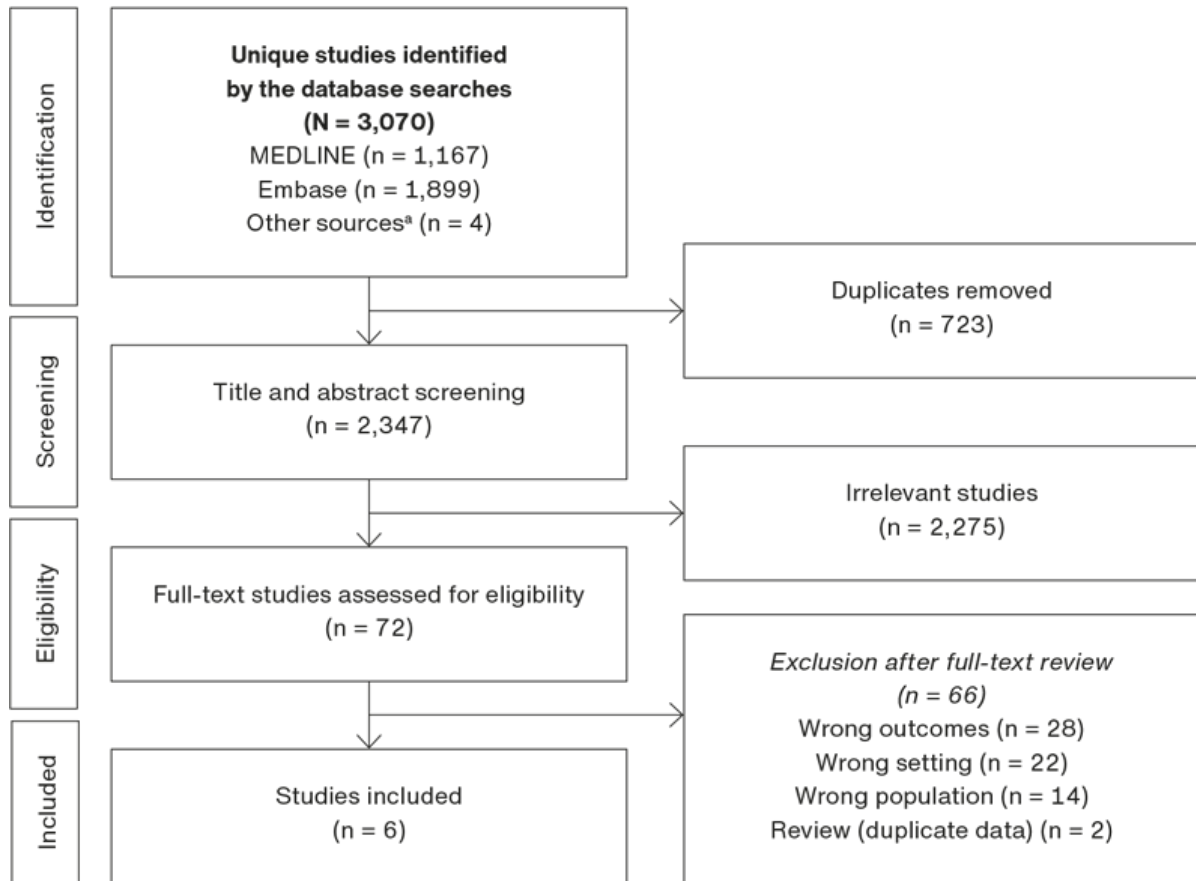 Identification
Unique studies identified
by the database searches
(N = 3,070)
MEDLINE (n = 1,167)
Embase (n = 1,899)
Other sourcesᵃ (n = 4)
Duplicates removed
(n = 723)
Screening
Title and abstract screening
(n = 2,347)
Irrelevant studies
(n = 2,275)
Eligibility
Full-text studies assessed for eligibility
(n = 72)
Exclusion after full-text review
(n = 66)
Wrong outcomes (n = 28)
Wrong setting (n = 22)
Wrong population (n = 14)
Review (duplicate data) (n = 2)
Included
Studies included
(n = 6)